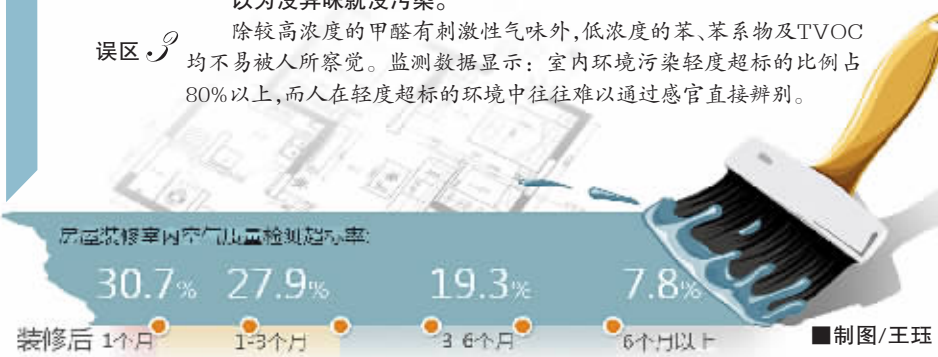 以为没异味就没污染。
误区3
除较高浓度的甲醛有刺激性气味外,低浓度的苯、苯系物及TVOC
均不易被人所察觉。监测数据显示：室内环境污染轻度超标的比例占
80%以上,而人在轻度超标的环境中往往难以通过感官直接辨别。
房屋装修室内空气质量检测超标率:
30.7% 27.9% 19.3% 7.8%
装修后 1个月 1-3个月 3-6个月 6个月以上
■制图/王珏